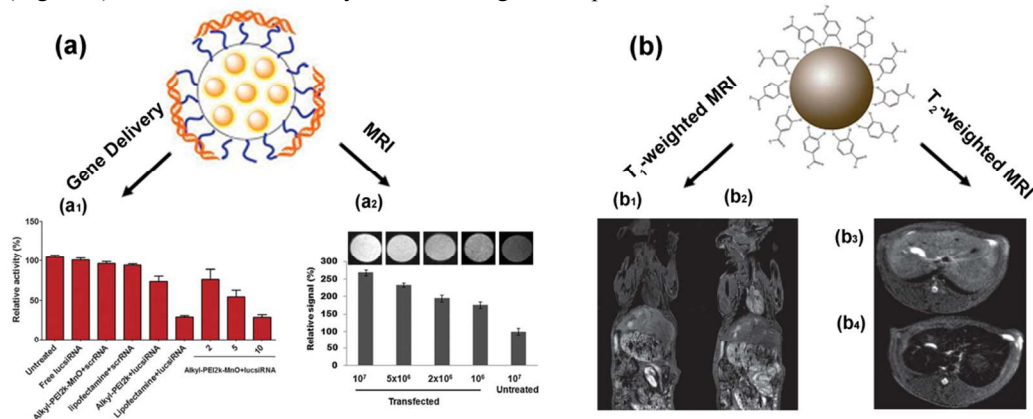 (a)
Gene Delivery
MRI
(a1)
Relative activity (%)
150
100
50
0
Untreated
Free lucsiRNA
Alkyl-PEI2k-MnO+scrRNA
lipofectamine+scrRNA
Alkyl-PEI2k+lucsiRNA
Lipofectamine+lucsiRNA
2
5
10
Alkyl-PEI2k-MnO+lucsiRNA
(a2)
Relative signal (%)
300
250
200
150
100
50
0
10⁷
5x10⁶
2x10⁶
10⁶
10⁷
Untreated
Transfected
(b)
T₁-weighted MRI
T₂-weighted MRI
(b1)
(b2)
(b3)
(b4)